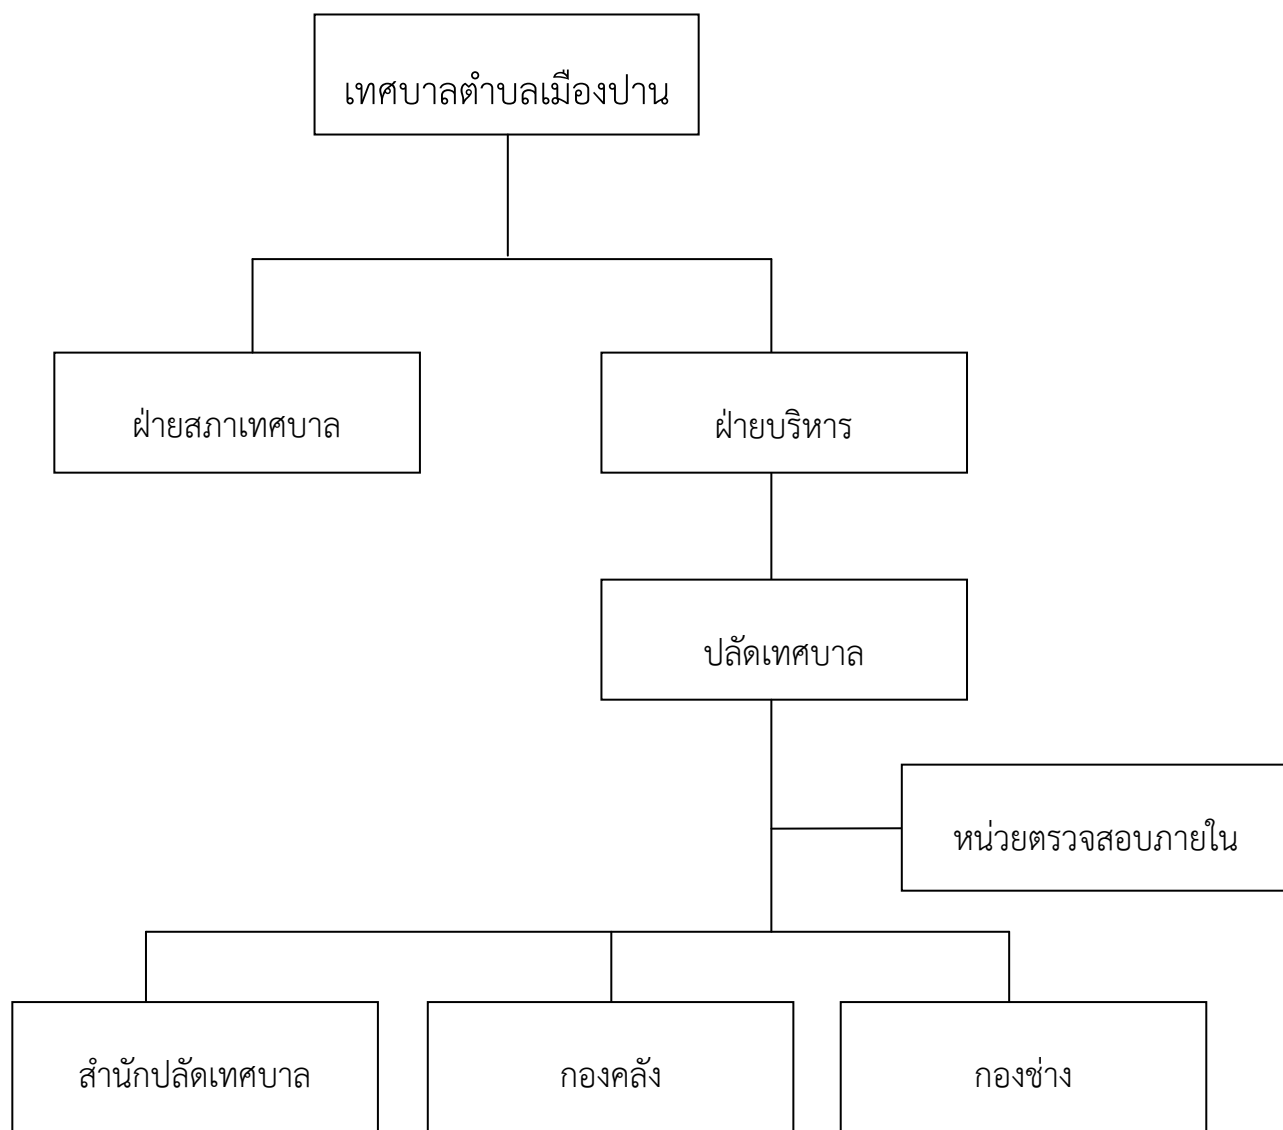 เทศบาลตำบลเมืองปาน
ฝ่ายสภาเทศบาล
ฝ่ายบริหาร
ปลัดเทศบาล
หน่วยตรวจสอบภายใน
สำนักปลัดเทศบาล
กองคลัง
กองช่าง